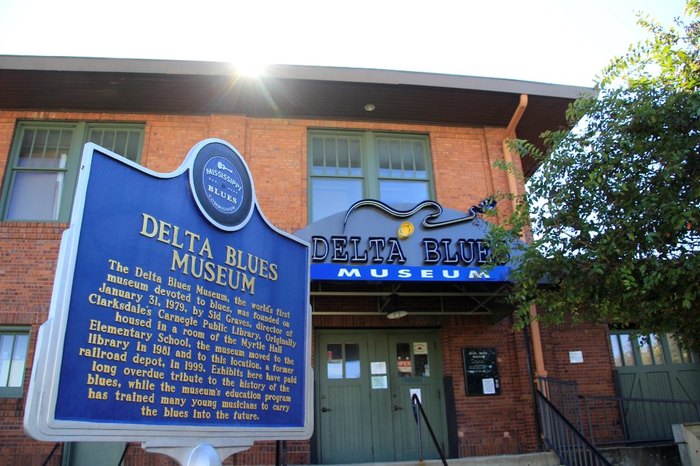 MISSISSIPPI
BLUES
COMMISSION
DELTA BLUES
MUSEUM
The Delta Blues Museum, the world's first
museum devoted to blues, was founded on
January 31, 1979, by Sid Graves, director of
Clarksdale's Carnegie Public Library. Originally
housed in a room of the Myrtle Hall
Elementary School, the museum moved to the
library in 1981 and to this location, a former
railroad depot, in 1999. Exhibits here have paid
long overdue tribute to the history of the
blues, while the museum's education program
has trained many young musicians to carry
the blues into the future.
DELTA BLUES
MUSEUM
OPEN